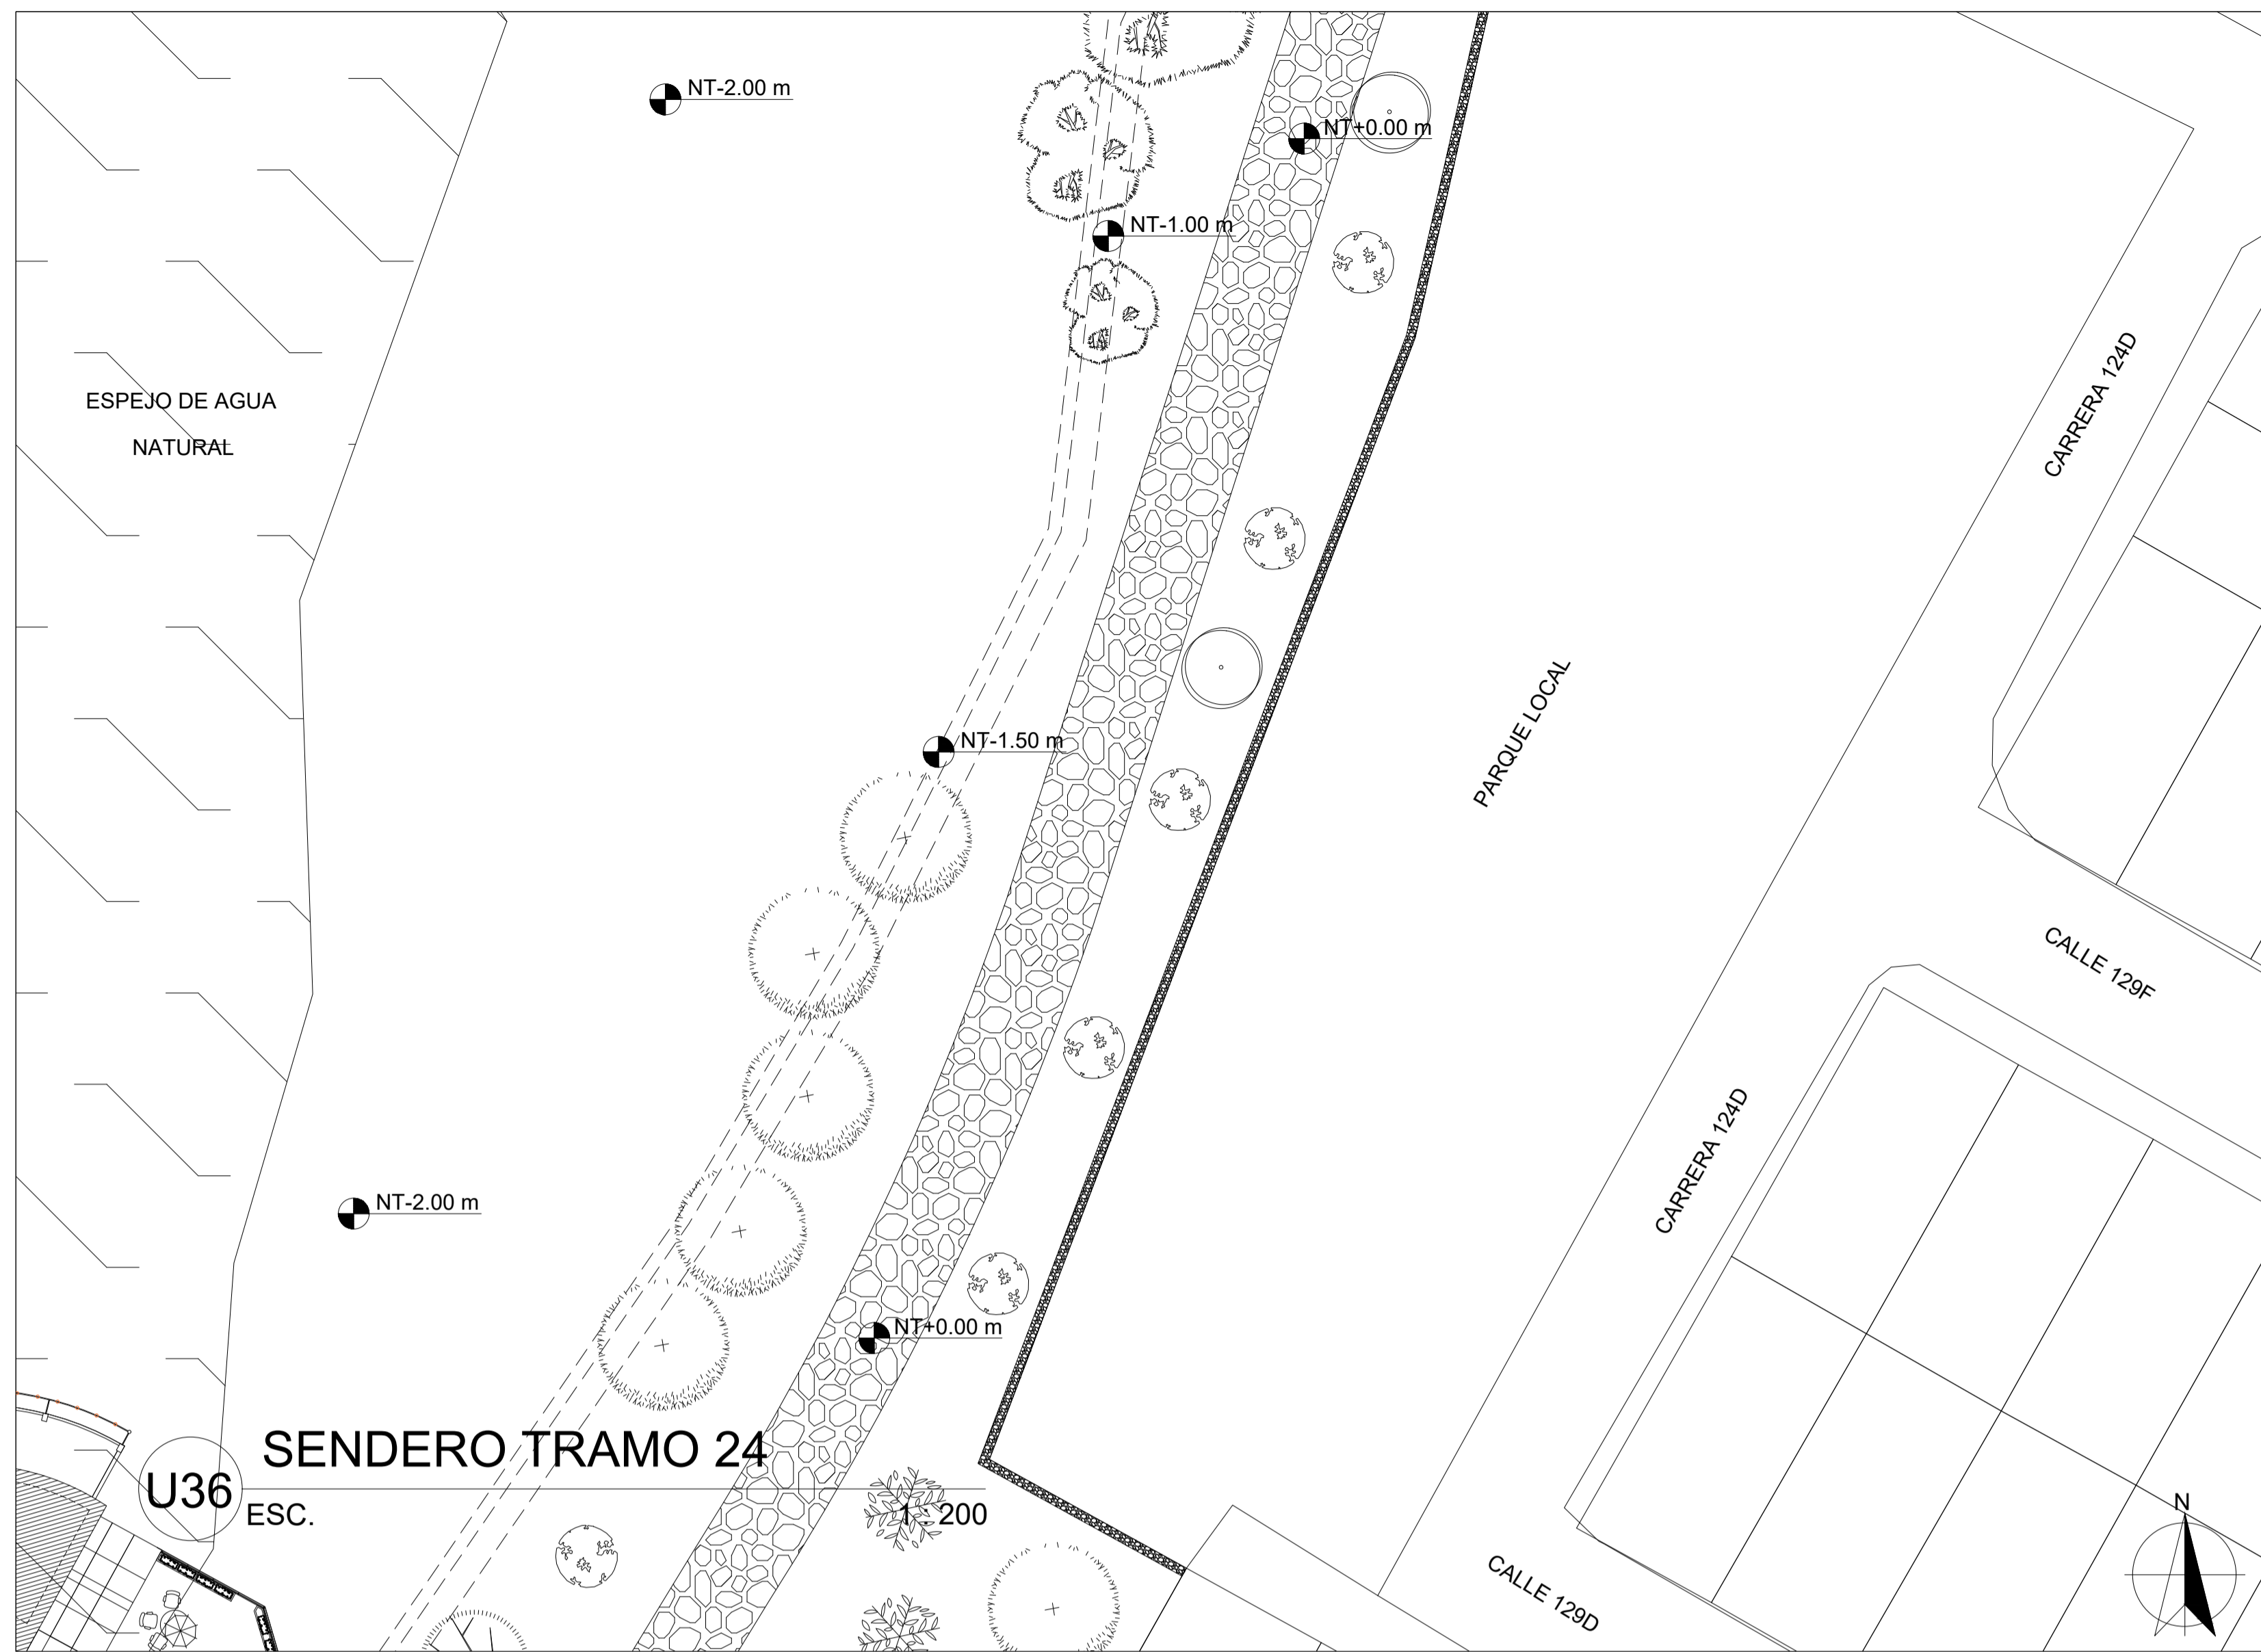 NT-2.00 m
NT+0.00 m
NT-1.00 m
CARRERA 124D
ESPEJO DE AGUA
NATURAL
PARQUE LOCAL
NT-1.50 m
CALLE 129F
CARRERA 124D
NT-2.00 m
NT+0.00 m
SENDERO TRAMO 24
U36
ESC.
1 : 200
N
CALLE 129D